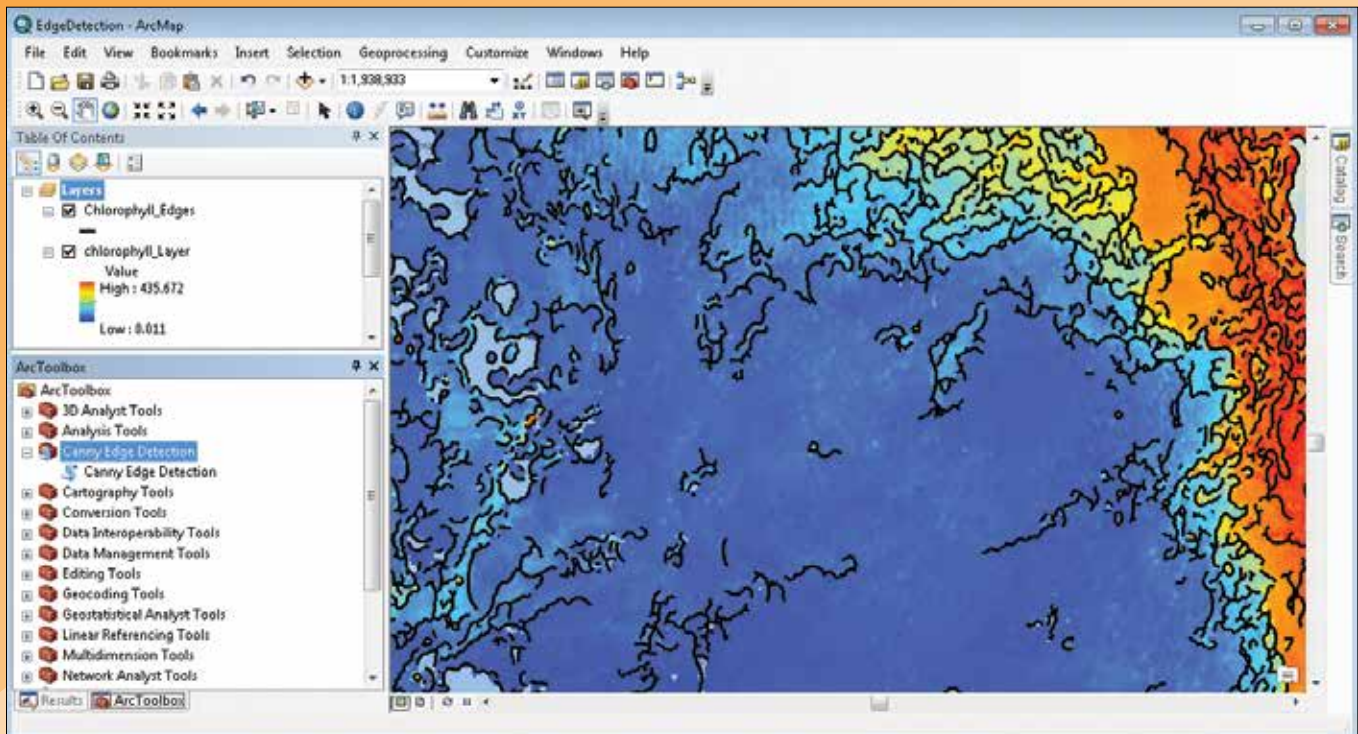 EdgeDetection - ArcMap
File Edit View Bookmarks Insert Selection Geoprocessing Customize Windows Help
1:1,938,933
Table Of Contents
Layers
Chlorophyll_Edges
chlorophyll_Layer
Value
High : 435.672
Low : 0.011
ArcToolbox
ArcToolbox
3D Analyst Tools
Analysis Tools
Canny Edge Detection
Canny Edge Detection
Cartography Tools
Conversion Tools
Data Interoperability Tools
Data Management Tools
Editing Tools
Geocoding Tools
Geostatistical Analyst Tools
Linear Referencing Tools
Multidimension Tools
Network Analyst Tools
Results ArcToolbox
Catalog
Search